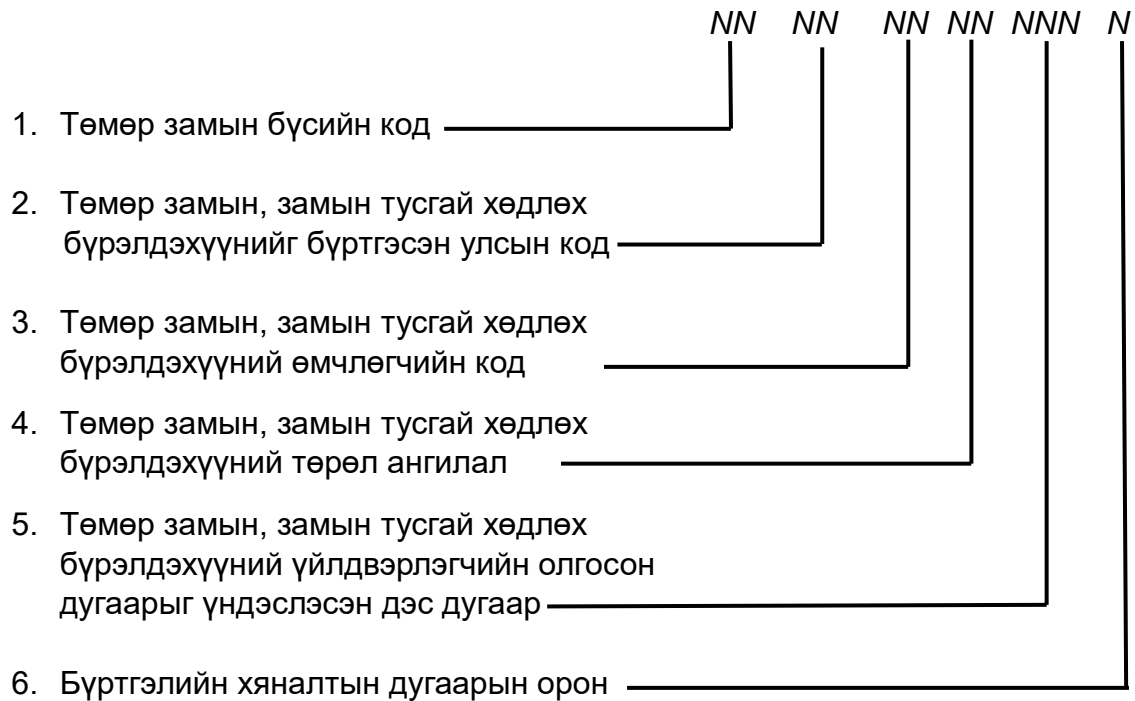 NN NN NN NN NNN N
1. Төмөр замын бүсийн код
2. Төмөр замын, замын тусгай хөдлөх
бүрэлдэхүүнийг бүртгэсэн улсын код
3. Төмөр замын, замын тусгай хөдлөх
бүрэлдэхүүний өмчлөгчийн код
4. Төмөр замын, замын тусгай хөдлөх
бүрэлдэхүүний төрөл ангилал
5. Төмөр замын, замын тусгай хөдлөх
бүрэлдэхүүний үйлдвэрлэгчийн олгосон
дугаарыг үндэслэсэн дэс дугаар
6. Бүртгэлийн хяналтын дугаарын орон